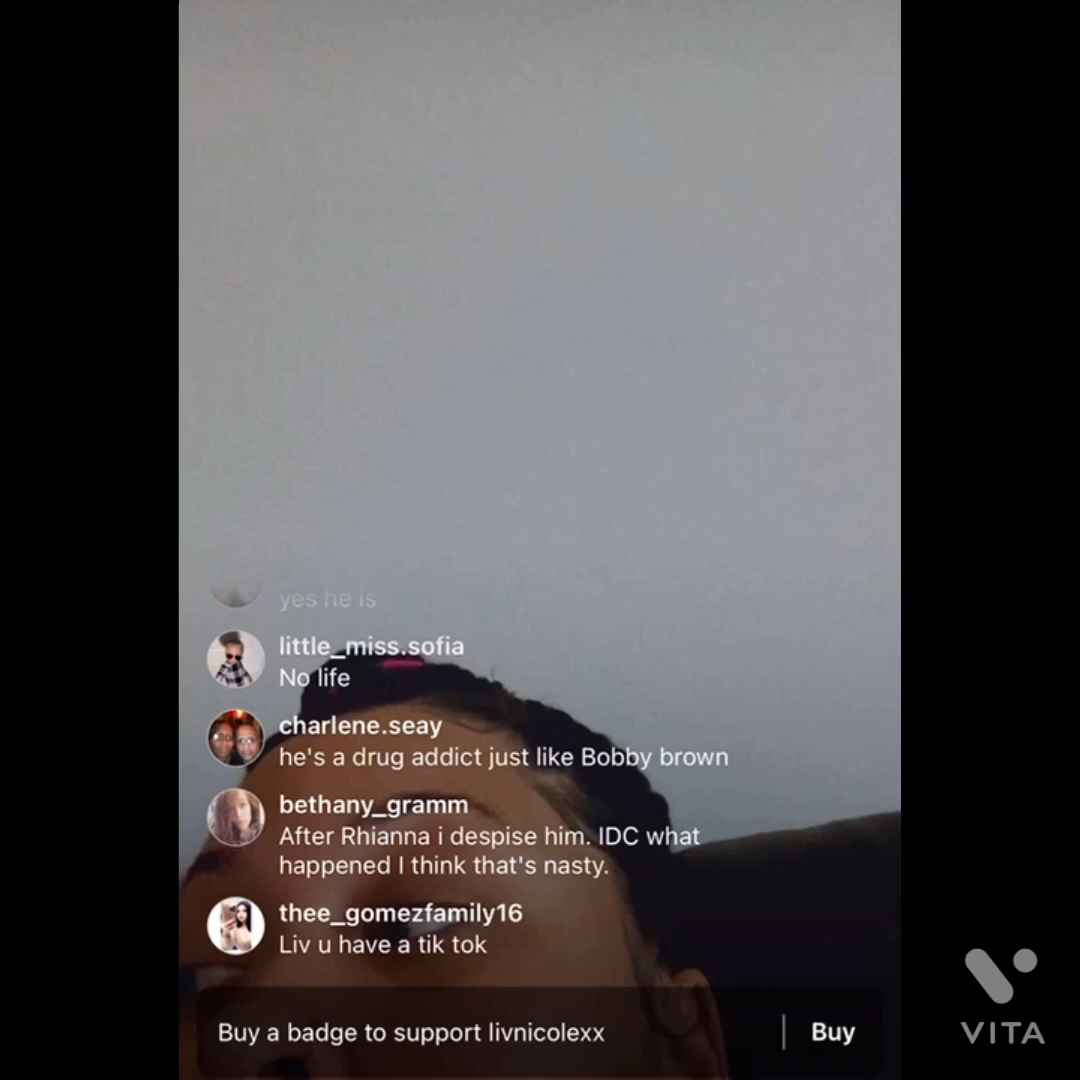 yes he is
little_miss.sofia
No life
charlene.seay
he's a drug addict just like Bobby brown
bethany_gramm
After Rhianna i despise him. IDC what
happened I think that's nasty.
thee_gomezfamily16
Liv u have a tik tok
Buy a badge to support livnicolexx
Buy
VITA